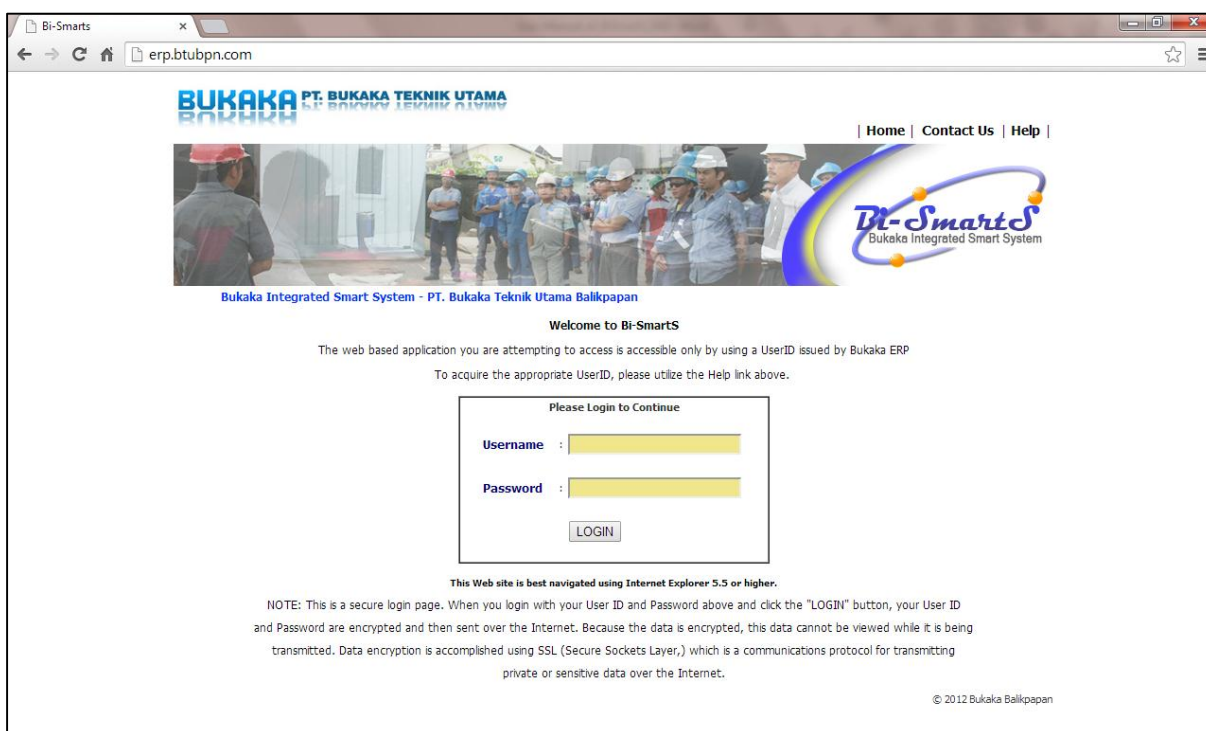 Bi-Smarts
erp.btubpn.com
BUKAKA PT. BUKAKA TEKNIK UTAMA
| Home | Contact Us | Help |
Bi-SmartS
Bukaka Integrated Smart System
Bukaka Integrated Smart System - PT. Bukaka Teknik Utama Balikpapan
Welcome to Bi-SmartS
The web based application you are attempting to access is accessible only by using a UserID issued by Bukaka ERP
To acquire the appropriate UserID, please utilize the Help link above.
Please Login to Continue
Username :
Password :
LOGIN
This Web site is best navigated using Internet Explorer 5.5 or higher.
NOTE: This is a secure login page. When you login with your User ID and Password above and click the "LOGIN" button, your User ID
and Password are encrypted and then sent over the Internet. Because the data is encrypted, this data cannot be viewed while it is being
transmitted. Data encryption is accomplished using SSL (Secure Sockets Layer,) which is a communications protocol for transmitting
private or sensitive data over the Internet.
© 2012 Bukaka Balikpapan